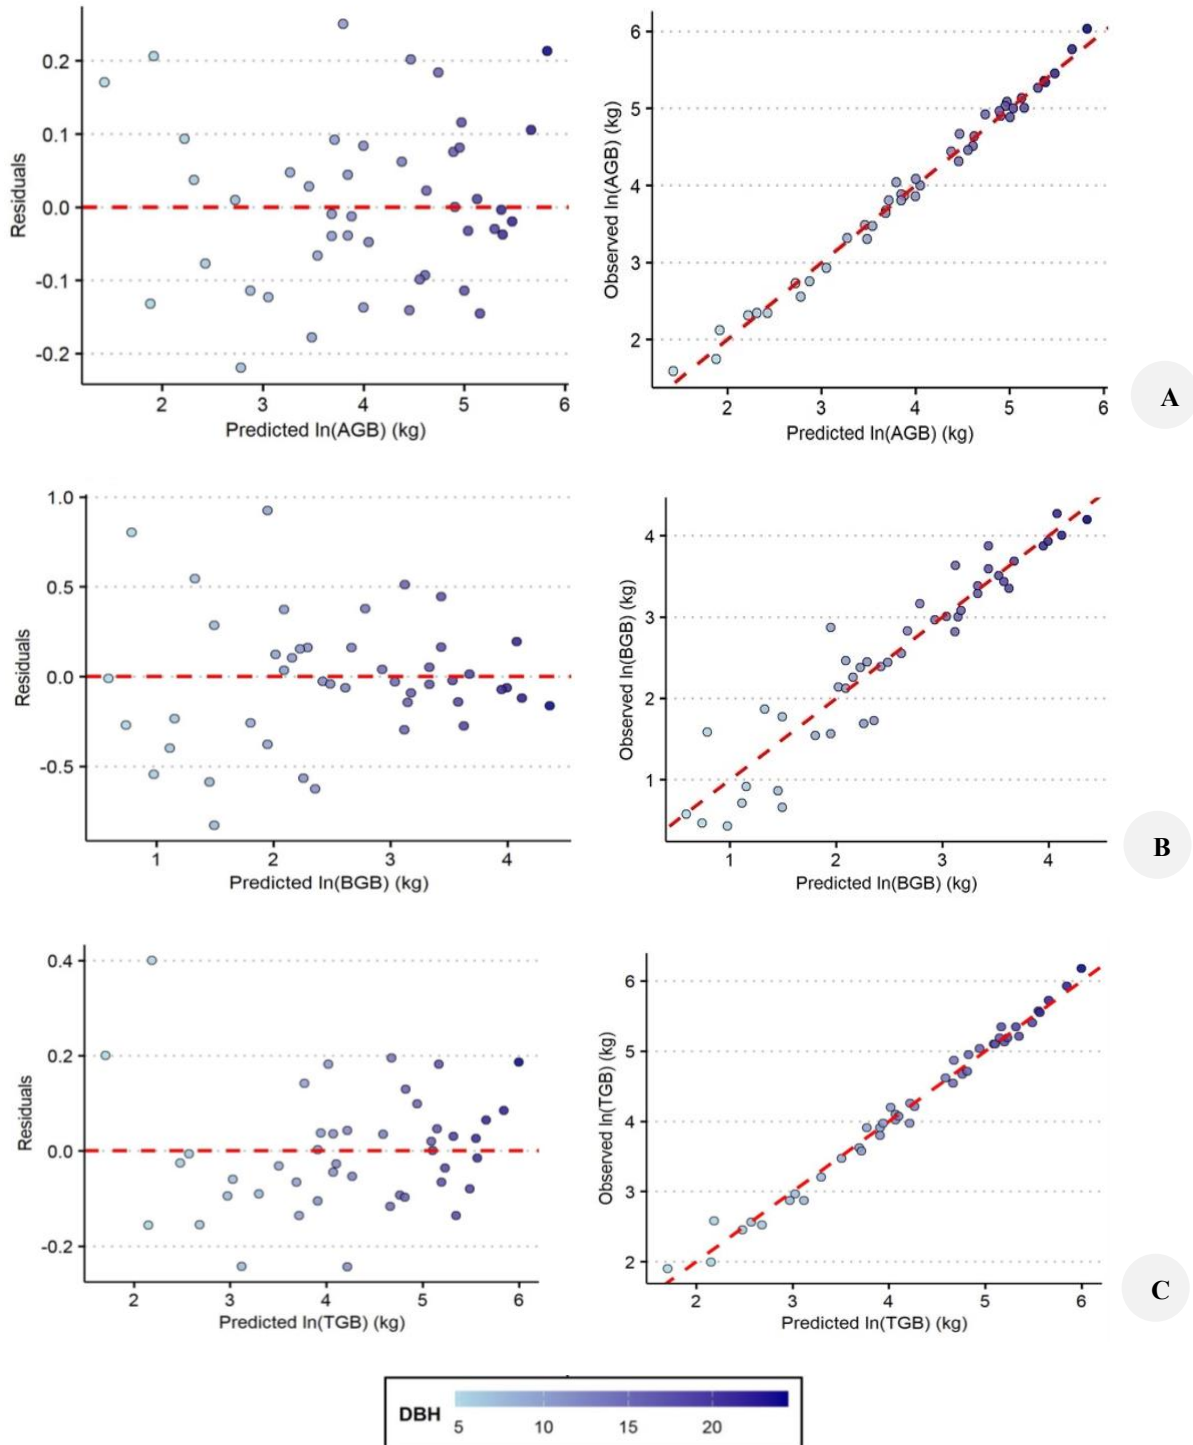 0.2
0.1
0.0
-0.1
-0.2
Residuals
2 3 4 5 6
Predicted ln(AGB) (kg)
6
5
4
3
2
Observed ln(AGB) (kg)
2 3 4 5 6
Predicted ln(AGB) (kg)
A
1.0
0.5
0.0
-0.5
Residuals
1 2 3 4
Predicted ln(BGB) (kg)
4
3
2
1
Observed ln(BGB) (kg)
1 2 3 4
Predicted ln(BGB) (kg)
B
0.4
0.2
0.0
-0.2
Residuals
2 3 4 5 6
Predicted ln(TGB) (kg)
6
5
4
3
2
Observed ln(TGB) (kg)
2 3 4 5 6
Predicted ln(TGB) (kg)
C
DBH
5 10 15 20